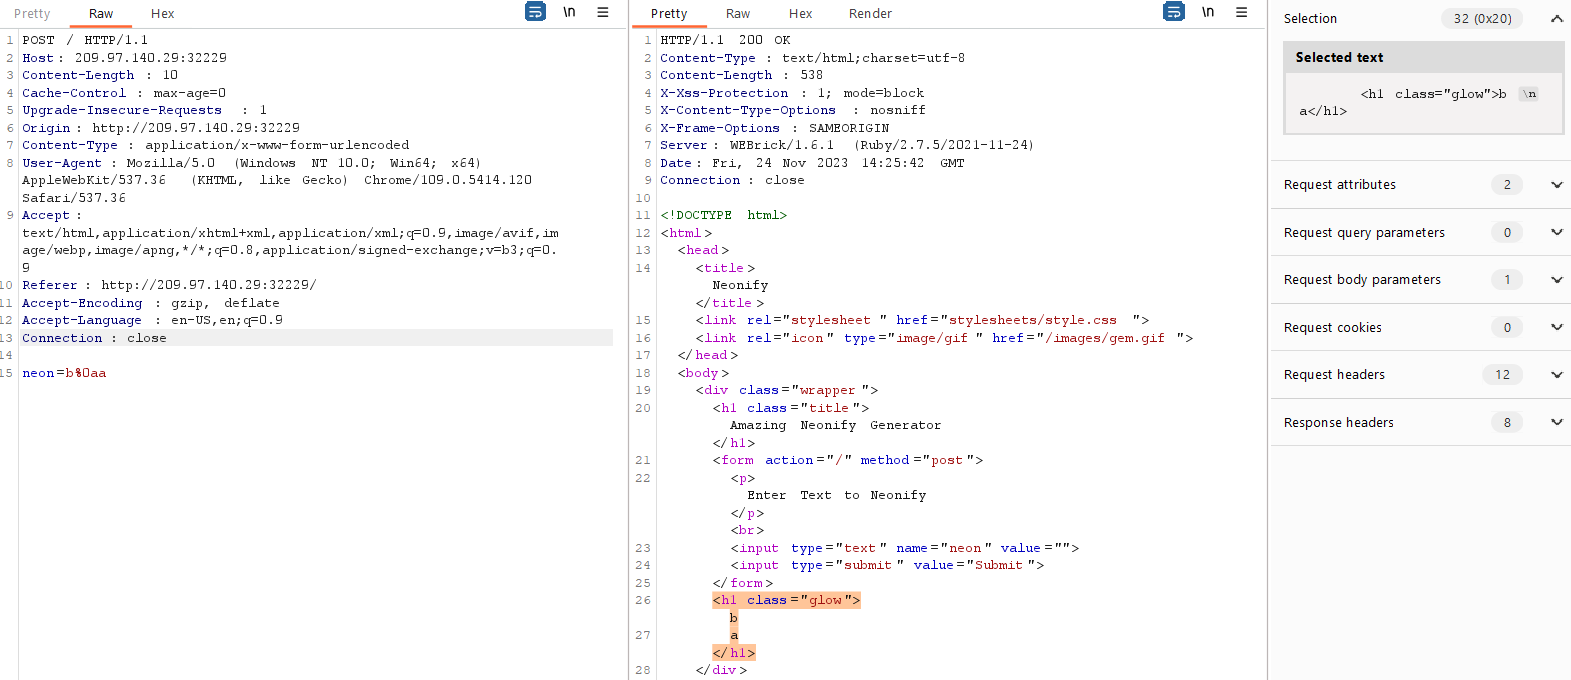 Pretty Raw Hex \n
1 POST / HTTP/1.1
2 Host: 209.97.140.29:32229
3 Content-Length : 10
4 Cache-Control : max-age=0
5 Upgrade-Insecure-Requests : 1
6 Origin: http://209.97.140.29:32229
7 Content-Type : application/x-www-form-urlencoded
8 User-Agent : Mozilla/5.0 (Windows NT 10.0; Win64; x64)
AppleWebKit/537.36 (KHTML, like Gecko) Chrome/109.0.5414.120
Safari/537.36
9 Accept :
text/html,application/xhtml+xml,application/xml;q=0.9,image/avif,im
age/webp,image/apng,*/*;q=0.8,application/signed-exchange;v=b3;q=0.
9
10 Referer : http://209.97.140.29:32229/
11 Accept-Encoding : gzip, deflate
12 Accept-Language : en-US,en;q=0.9
13 Connection : close
14
15 neon=b%0aa
Pretty Raw Hex Render \n
1 HTTP/1.1 200 OK
2 Content-Type : text/html;charset=utf-8
3 Content-Length : 538
4 X-Xss-Protection : 1; mode=block
5 X-Content-Type-Options : nosniff
6 X-Frame-Options : SAMEORIGIN
7 Server: WEBrick/1.6.1 (Ruby/2.7.5/2021-11-24)
8 Date: Fri, 24 Nov 2023 14:25:42 GMT
9 Connection : close
10
11 <!DOCTYPE html>
12 <html>
13 <head>
14 <title>
Neonify
</title>
15 <link rel="stylesheet " href="stylesheets/style.css ">
16 <link rel="icon" type="image/gif " href="/images/gem.gif ">
17 </head>
18 <body>
19 <div class="wrapper ">
20 <h1 class="title">
Amazing Neonify Generator
</h1>
21 <form action="/" method="post">
22 <p>
Enter Text to Neonify
</p>
<br>
23 <input type="text" name="neon" value="">
24 <input type="submit " value="Submit ">
25 </form>
26 <h1 class="glow">
b
27 a
</h1>
28 </div>
Selection 32 (0x20)
Selected text
<h1 class="glow">b \n
a</h1>
Request attributes 2
Request query parameters 0
Request body parameters 1
Request cookies 0
Request headers 12
Response headers 8